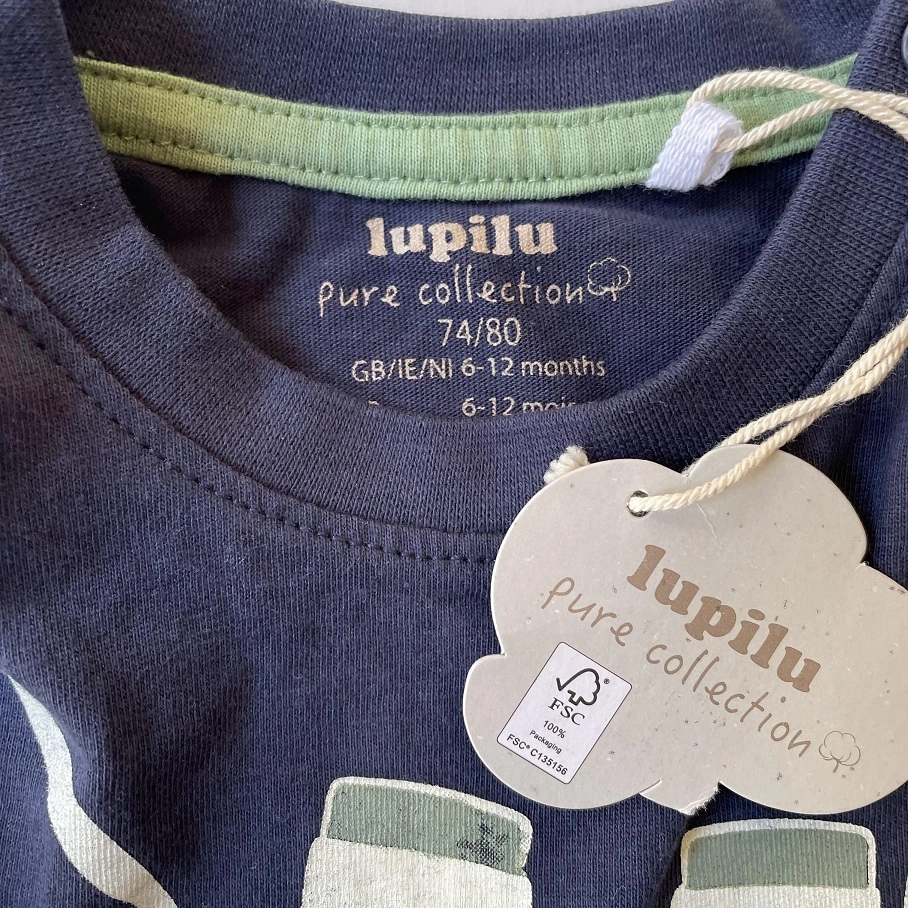 lupilu
pure collection
74/80
GB/IE/NI 6-12 months
6-12 mois
lupilu
pure collection
FSC
100%
Packaging
FSC® C135156